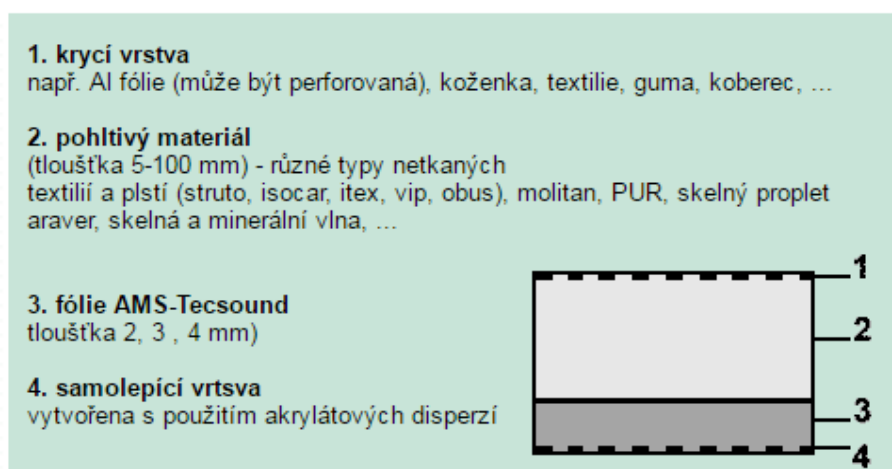 1. krycí vrstva
např. Al fólie (může být perforovaná), koženka, textilie, guma, koberec, ...
2. pohltivý materiál
(tloušťka 5-100 mm) - různé typy netkaných
textilií a plstí (struto, isocar, itex, vip, obus), molitan, PUR, skelný proplet
araver, skelná a minerální vlna, ...
3. fólie AMS-Tecsound
tloušťka 2, 3 , 4 mm)
4. samolepící vrtsva
vytvořena s použitím akrylátových disperzí
1
2
3
4